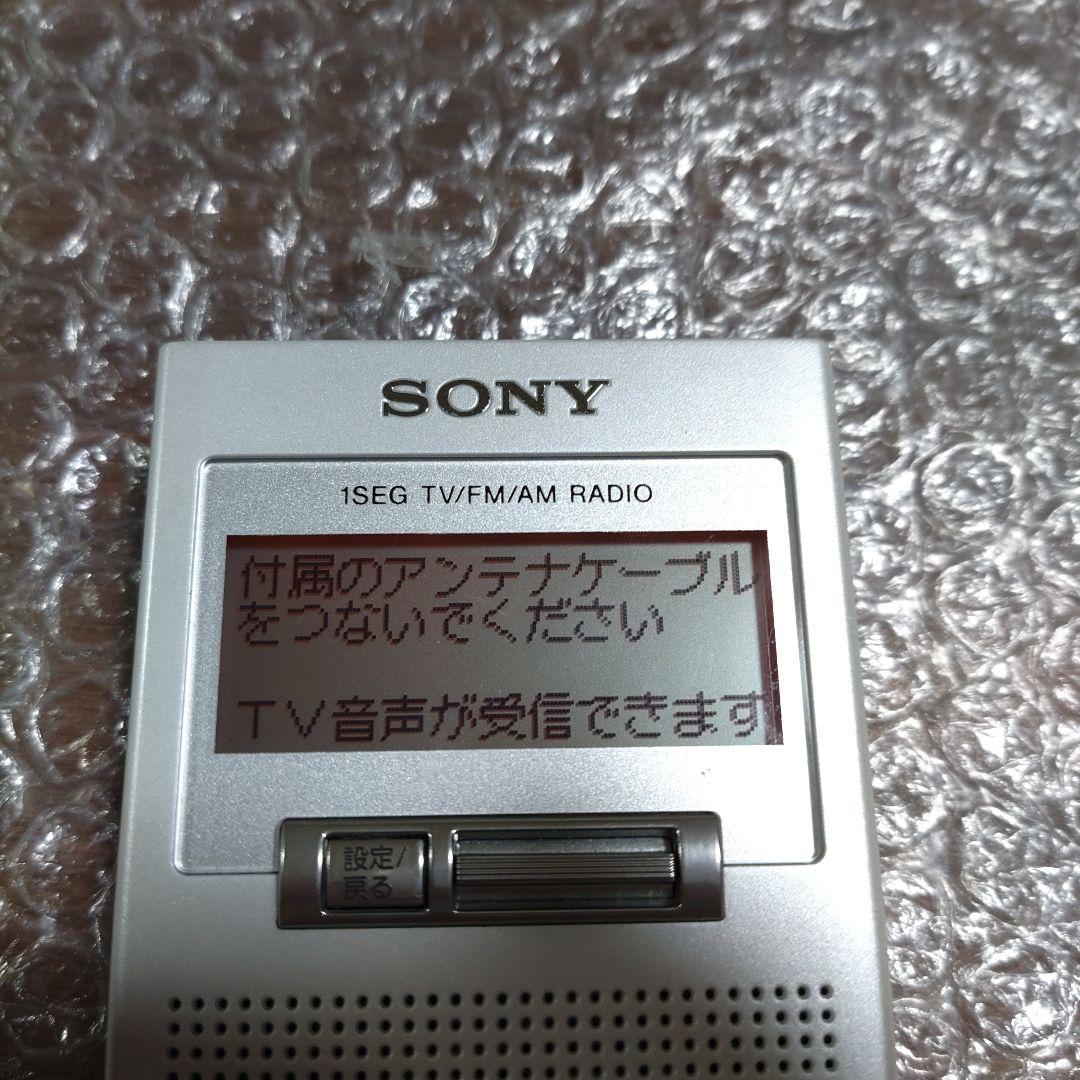 SONY
1SEG TV/FM/AM RADIO
付属のアンテナケーブル
をつないでください
TV音声が受信できます
設定/
戻る